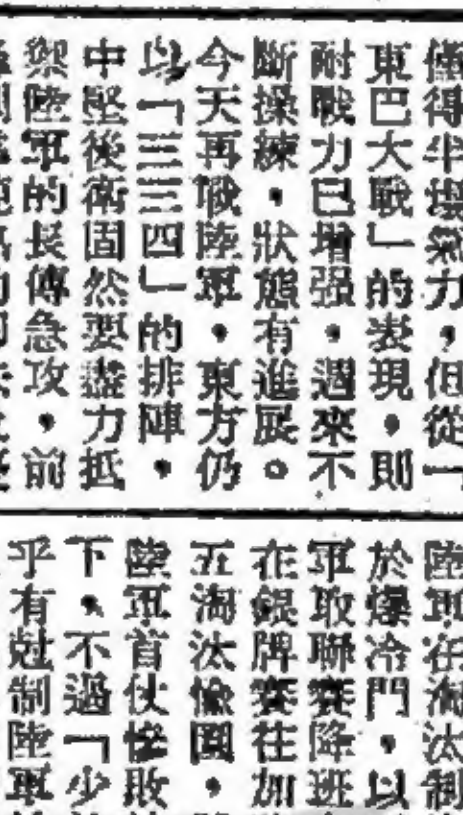 僅得半場氣力，但從「
東巴大戰」的表現，則
耐戰力已增强，週來不
斷操練，狀態有進展。
今天再戰陸軍，東方仍
以「三三四」的排陣，
中堅後衛固然要盡力抵
禦陸軍的長傳急攻，前
陸軍在淘汰制
於爆冷門，以
軍取聯賽降班
在銀牌賽往加
五淘汰愉園，
陸軍首仗慘敗
下，不過「少
乎有尅制陸軍